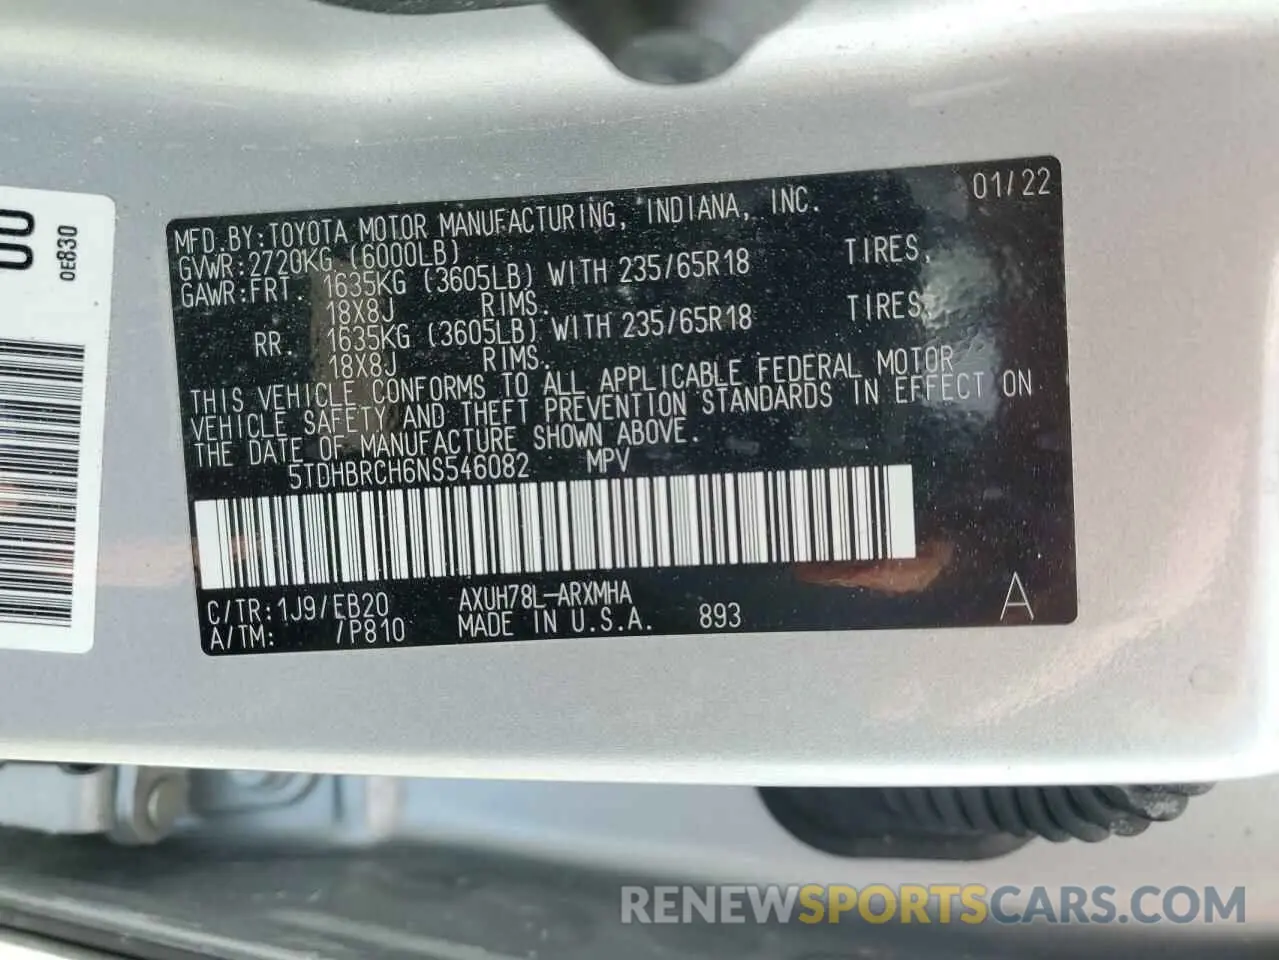 00
0E830
01/22
MFD.BY:TOYOTA MOTOR MANUFACTURING, INDIANA, INC.
GVWR:2720KG (6000LB)
GAWR:FRT. 1635KG (3605LB) WITH 235/65R18 TIRES,
18X8J RIMS.
RR. 1635KG (3605LB) WITH 235/65R18 TIRES,
18X8J RIMS.
THIS VEHICLE CONFORMS TO ALL APPLICABLE FEDERAL MOTOR
VEHICLE SAFETY AND THEFT PREVENTION STANDARDS IN EFFECT ON
THE DATE OF MANUFACTURE SHOWN ABOVE.
5TDHBRCH6NS546082 MPV
C/TR:1J9/EB20 AXUH78L-ARXMHA
A/TM: /P810 MADE IN U.S.A. 893
A
RENEWSPORTSCARS.COM